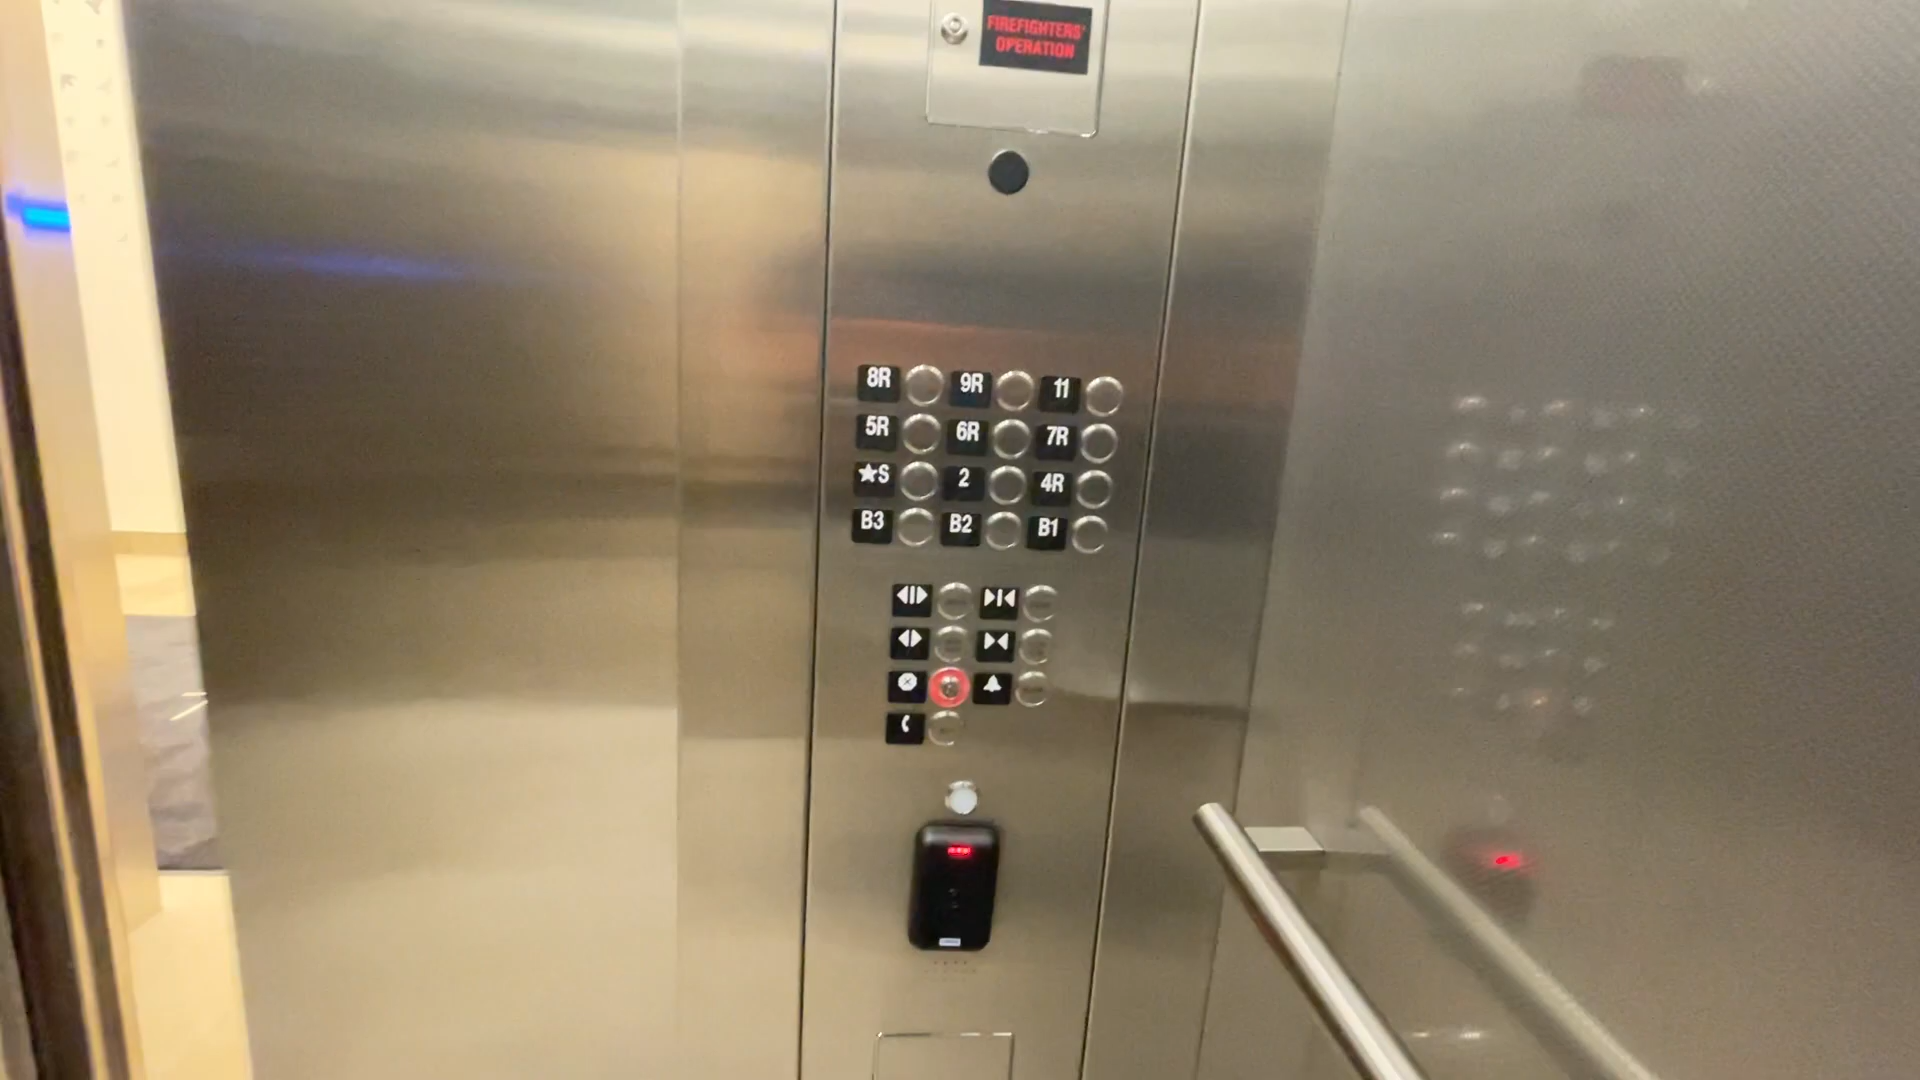 FIREFIGHTERS'
OPERATION
8R 9R 11
5R 6R 7R
★S 2 4R
B3 B2 B1